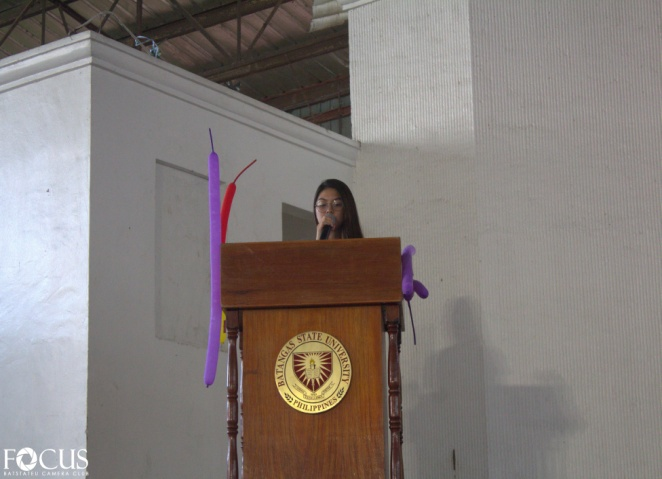 BATANGAS STATE UNIVERSITY
PHILIPPINES
FOCUS
BATSTATEU CAMERA CLUB